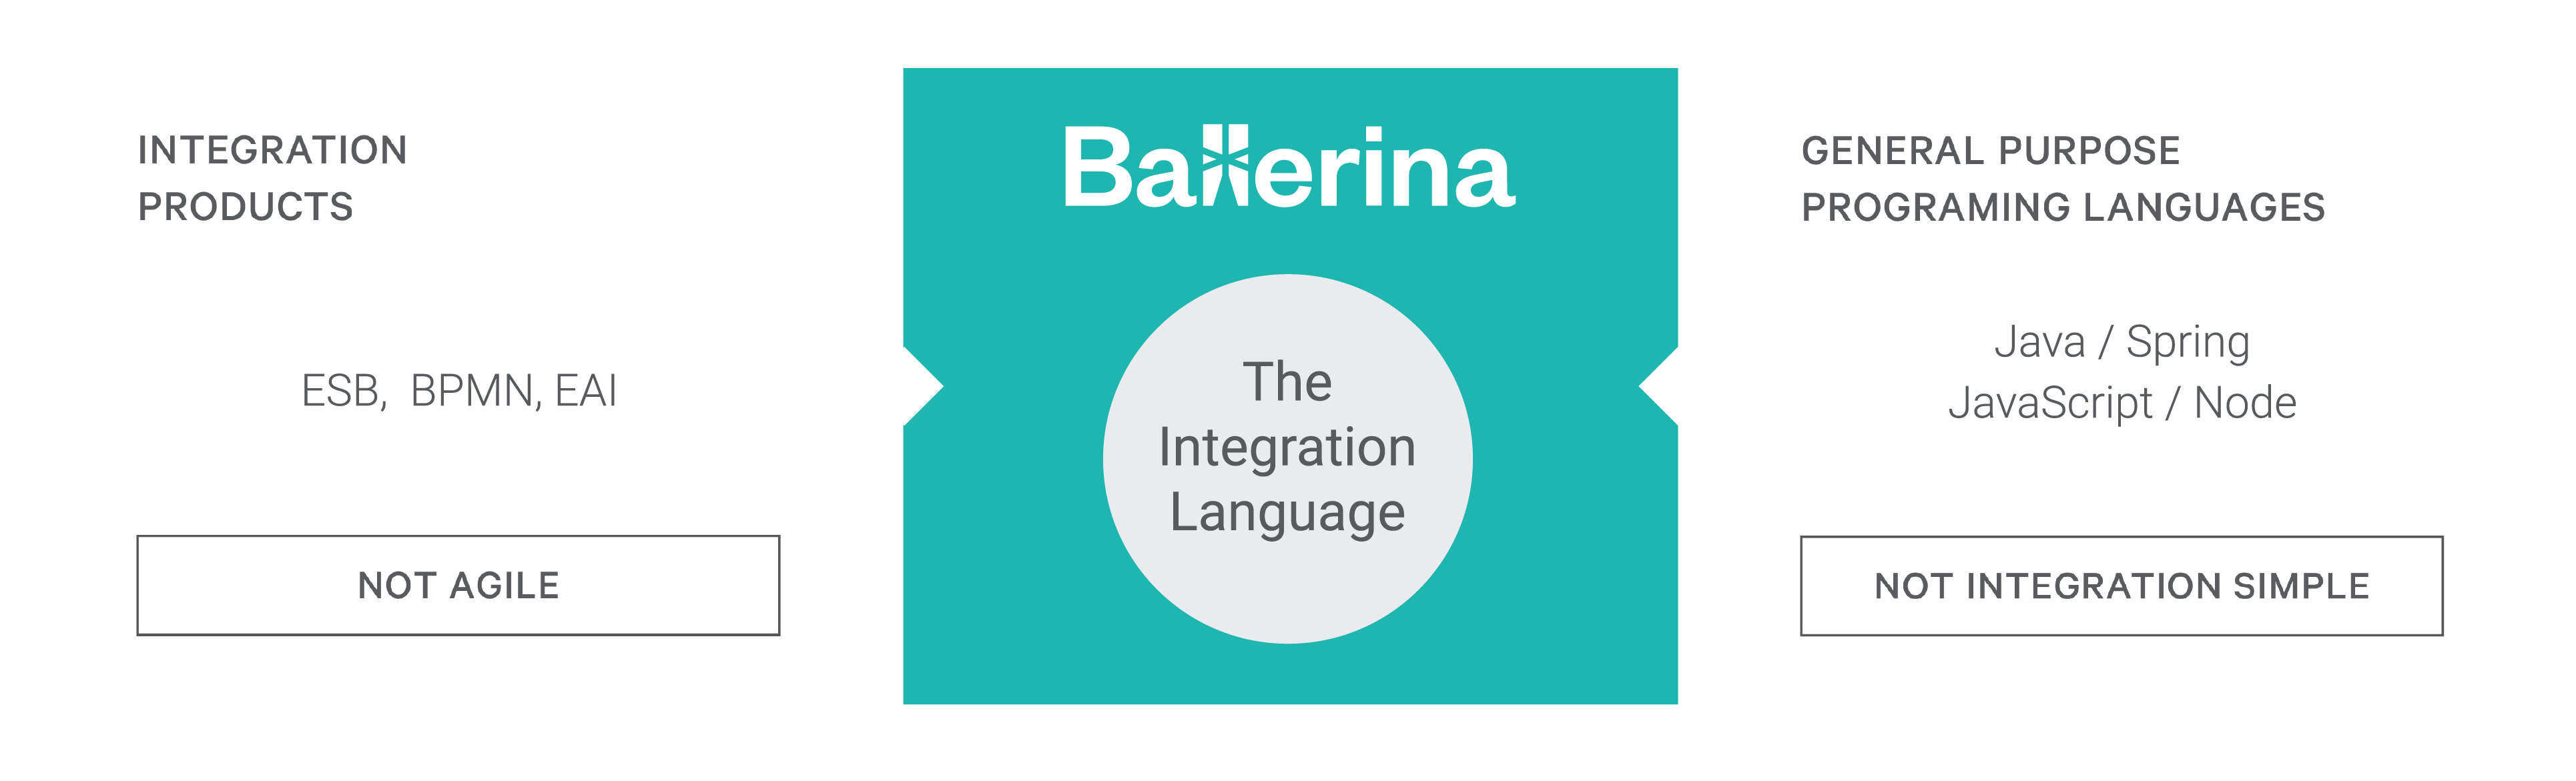 INTEGRATION
PRODUCTS
ESB,  BPMN, EAI
NOT AGILE
Ballerina
The
Integration
Language
GENERAL PURPOSE
PROGRAMING LANGUAGES
Java / Spring
JavaScript / Node
NOT INTEGRATION SIMPLE